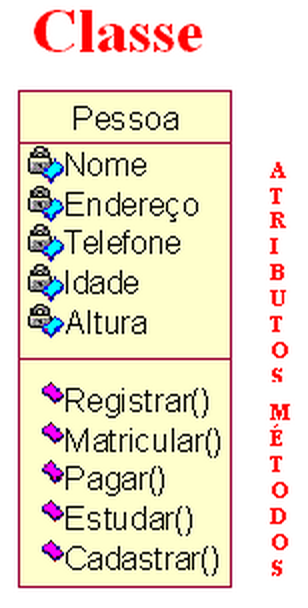 Classe
Pessoa
Nome
Endereço
Telefone
Idade
Altura
Registrar()
Matricular()
Pagar()
Estudar()
Cadastrar()
ATRIBUTOS
MÉTODOS